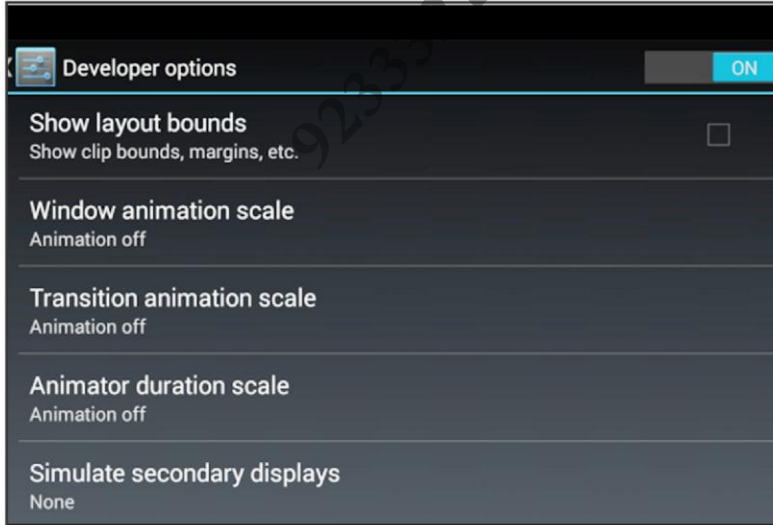 Developer options
ON
Show layout bounds
Show clip bounds, margins, etc.
Window animation scale
Animation off
Transition animation scale
Animation off
Animator duration scale
Animation off
Simulate secondary displays
None